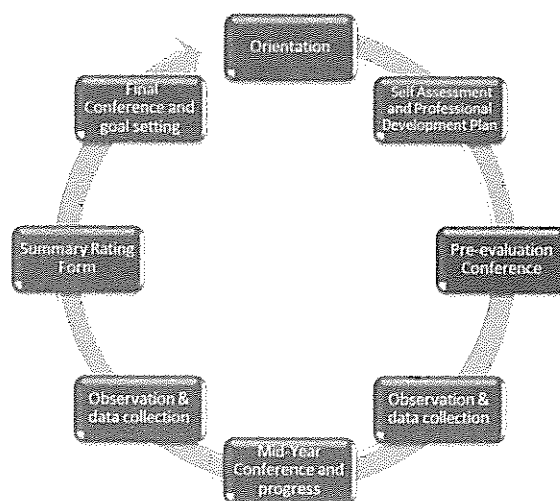 Orientation
Self Assessment
and Professional
Development Plan
Pre-evaluation
Conference
Observation &
data collection
Mid-Year
Conference and
progress
Observation &
data collection
Summary Rating
Form
Final
Conference and
goal setting